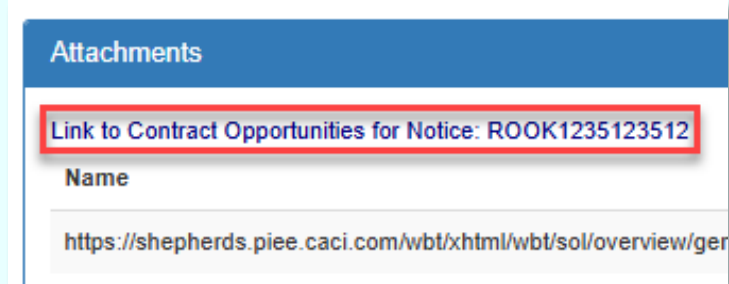 Attachments
Link to Contract Opportunities for Notice: ROOK1235123512
Name
https://shepherds.piee.caci.com/wbt/xhtml/wbt/sol/overview/ger